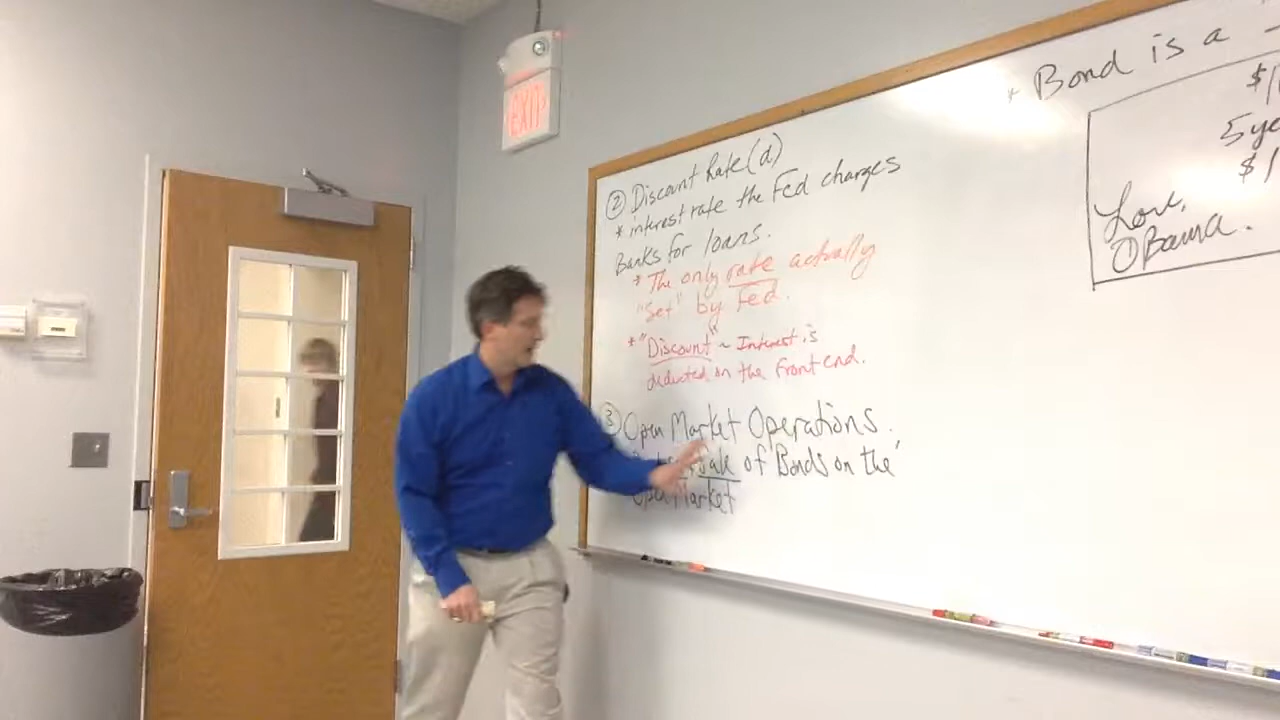 EXIT
② Discount Rate (d)
* interest rate the Fed charges
Banks for loans.
* The only rate actually
"Set" by Fed.
* "Discount" ~ Interest is
deducted on the front end.
③ Open Market Operations.
Sale of Bonds on the
Open Market
* Bond is a
5 ye
Love,
OBama.